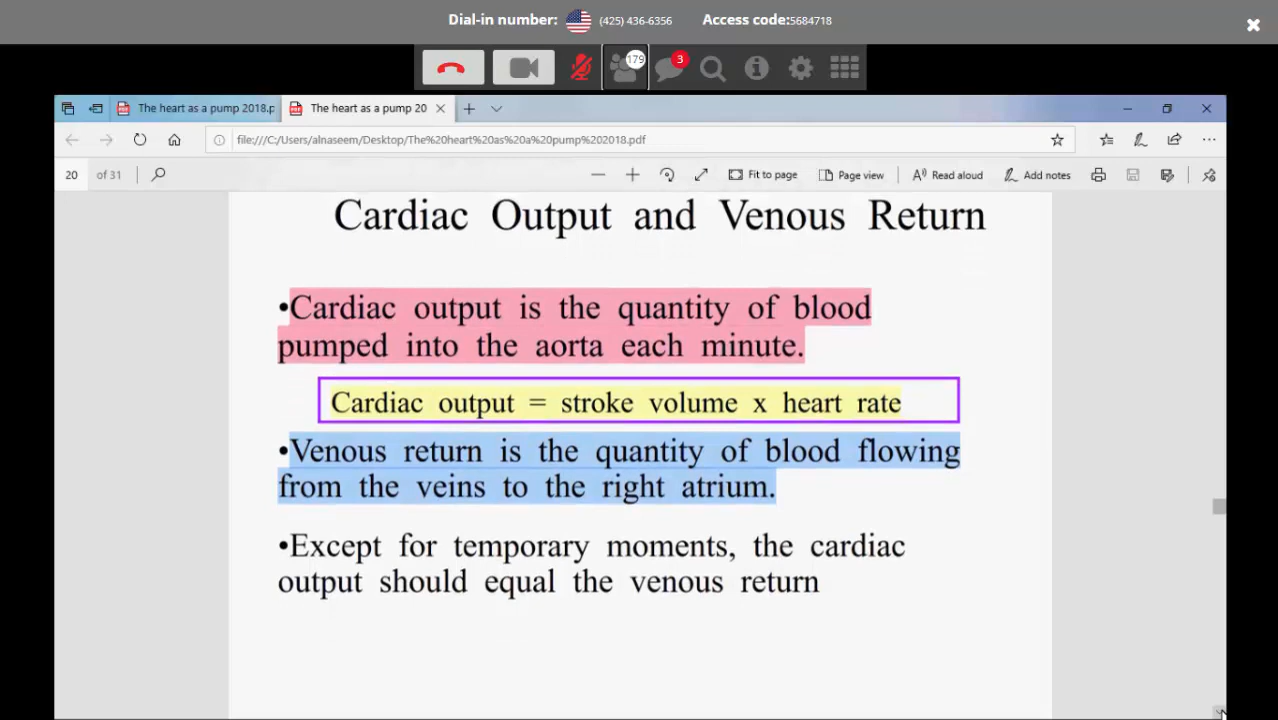 Dial-in number: (425) 436-6356 Access code:5684718
179 3
The heart as a pump 2018.p The heart as a pump 20
file:///C:/Users/alnaseem/Desktop/The%20heart%20as%20a%20pump%202018.pdf
20 of 31 Fit to page Page view Read aloud Add notes
Cardiac Output and Venous Return
•Cardiac output is the quantity of blood
pumped into the aorta each minute.
Cardiac output = stroke volume x heart rate
•Venous return is the quantity of blood flowing
from the veins to the right atrium.
•Except for temporary moments, the cardiac
output should equal the venous return